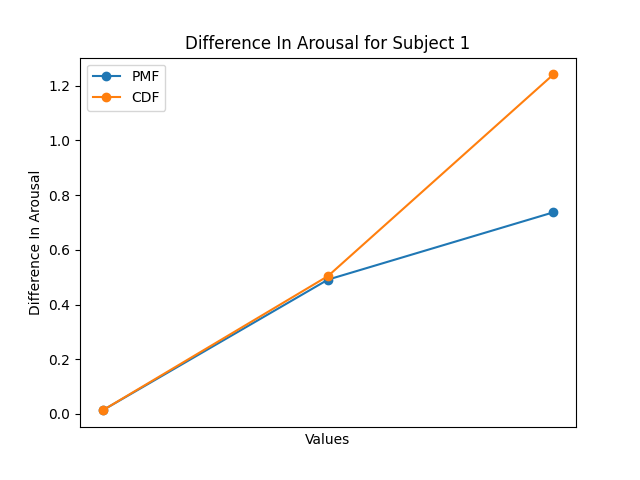 Difference In Arousal for Subject 1
PMF
CDF
1.2
1.0
0.8
0.6
0.4
0.2
0.0
Difference In Arousal
Values